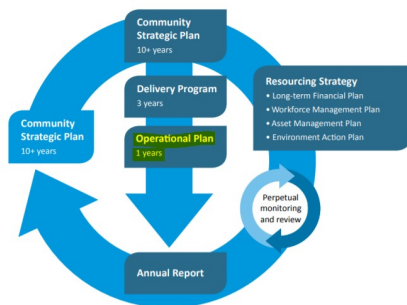 Community
Strategic Plan
10+ years
Delivery Program
3 years
Operational Plan
1 years
Resourcing Strategy
• Long-term Financial Plan
• Workforce Management Plan
• Asset Management Plan
• Environment Action Plan
Community
Strategic Plan
10+ years
Perpetual
monitoring
and review
Annual Report